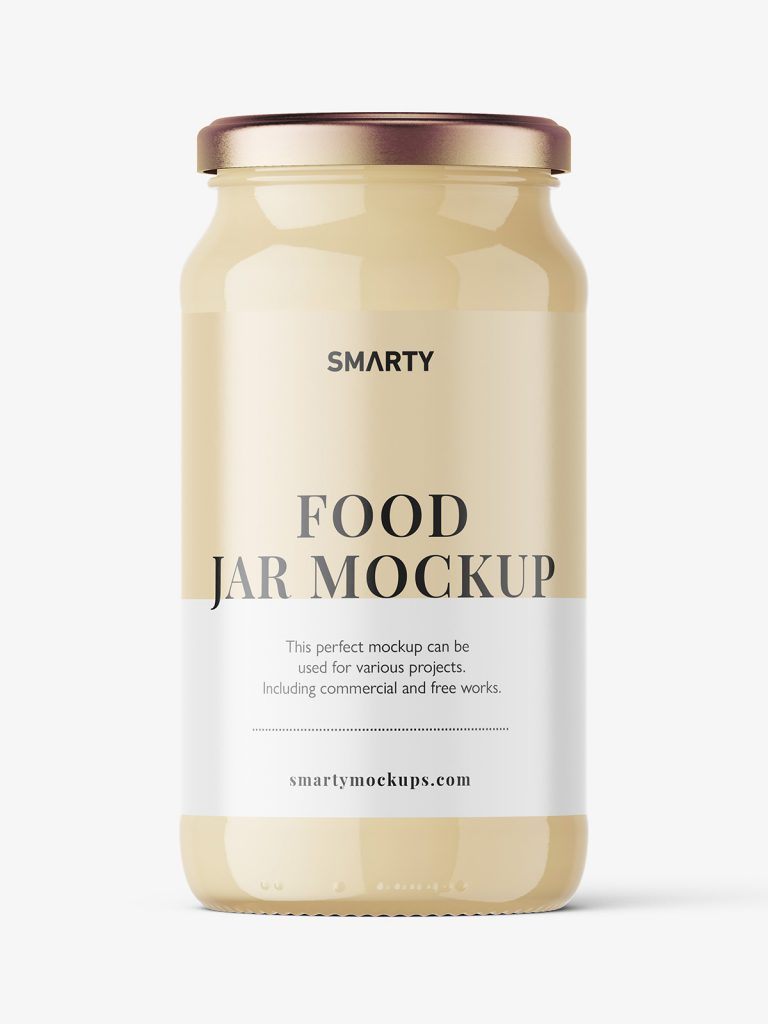 SMARTY
FOOD
JAR MOCKUP
This perfect mockup can be
used for various projects.
Including commercial and free works.
smartymockups.com